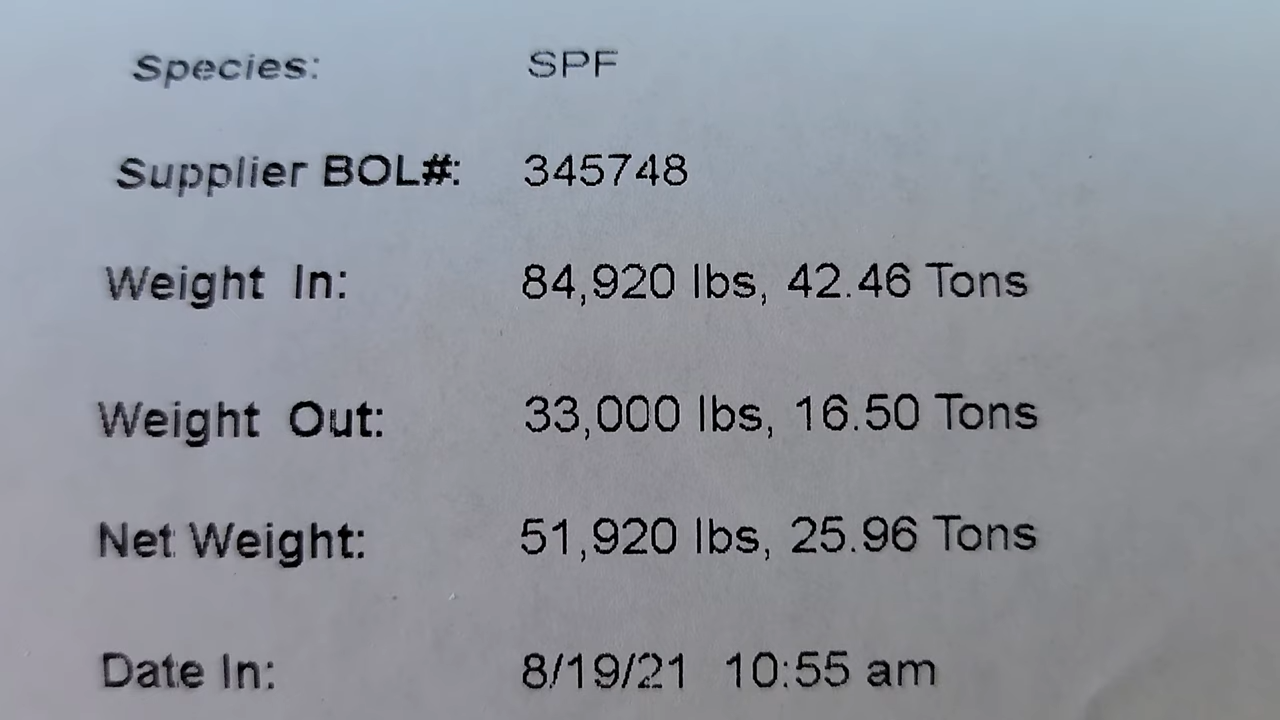 Species: SPF
Supplier BOL#: 345748
Weight In: 84,920 lbs, 42.46 Tons
Weight Out: 33,000 lbs, 16.50 Tons
Net Weight: 51,920 lbs, 25.96 Tons
Date In: 8/19/21 10:55 am